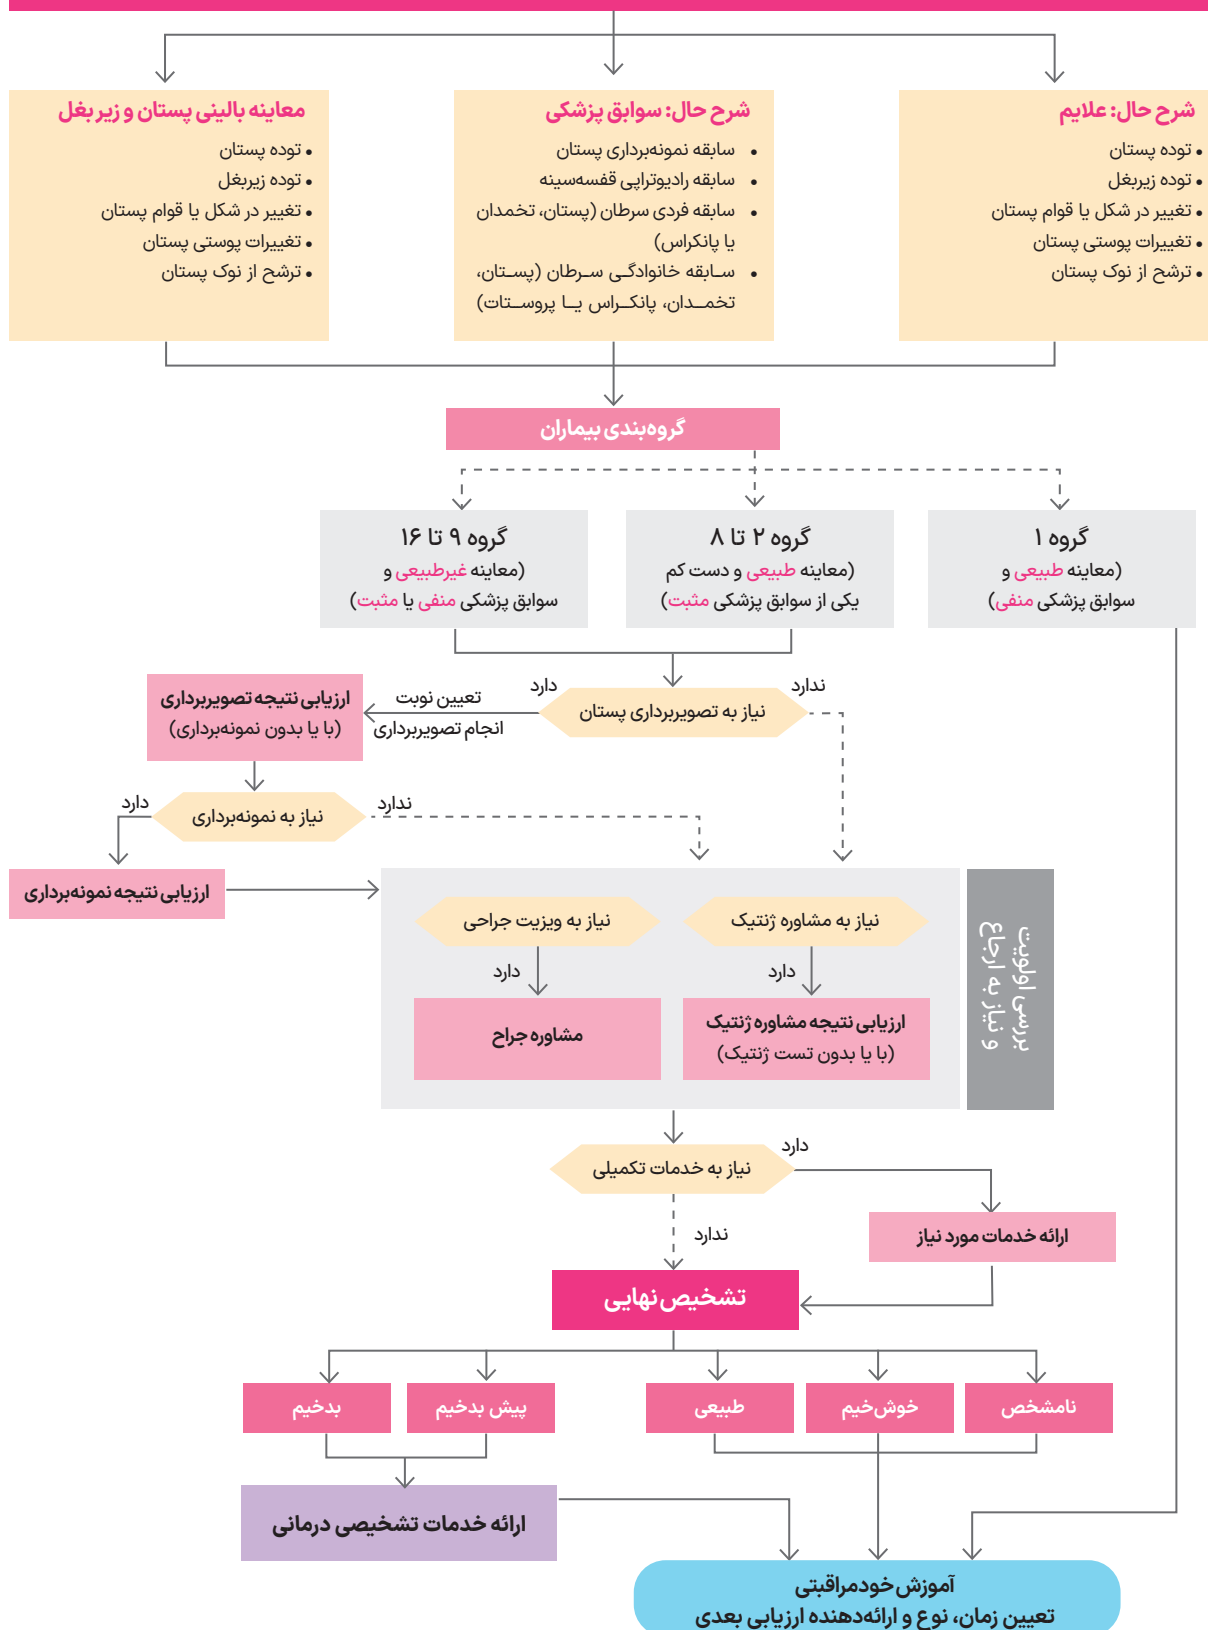 شرح حال: علایم
• توده پستان
• توده زیربغل
• تغییر در شکل یا قوام پستان
• تغییرات پوستی پستان
• ترشح از نوک پستان
شرح حال: سوابق پزشکی
• سابقه نمونه‌برداری پستان
• سابقه رادیوتراپی قفسه‌سینه
• سابقه فردی سرطان (پستان، تخمدان
یا پانکراس)
• سـابقه خانوادگـی سـرطان (پسـتان،
تخمــدان، پانکــراس یــا پروســتات)
معاینه بالینی پستان و زیر بغل
• توده پستان
• توده زیربغل
• تغییر در شکل یا قوام پستان
• تغییرات پوستی پستان
• ترشح از نوک پستان
گروه‌بندی بیماران
گروه ۱
(معاینه طبیعی و
سوابق پزشکی منفی)
گروه ۲ تا ۸
(معاینه طبیعی و دست کم
یکی از سوابق پزشکی مثبت)
گروه ۹ تا ۱۶
(معاینه غیرطبیعی و
سوابق پزشکی منفی یا مثبت)
ندارد
نیاز به تصویربرداری پستان
دارد
تعیین نوبت
انجام تصویربرداری
ارزیابی نتیجه تصویربرداری
(با یا بدون نمونه‌برداری)
ندارد
نیاز به نمونه‌برداری
دارد
ارزیابی نتیجه نمونه‌برداری
بررسی اولویت
و نیاز به ارجاع
نیاز به مشاوره ژنتیک
دارد
ارزیابی نتیجه مشاوره ژنتیک
(با یا بدون تست ژنتیک)
نیاز به ویزیت جراحی
دارد
مشاوره جراح
دارد
نیاز به خدمات تکمیلی
ندارد
ارائه خدمات مورد نیاز
تشخیص نهایی
نامشخص
خوش‌خیم
طبیعی
پیش بدخیم
بدخیم
ارائه خدمات تشخیصی درمانی
آموزش خودمراقبتی
تعیین زمان، نوع و ارائه‌دهنده ارزیابی بعدی